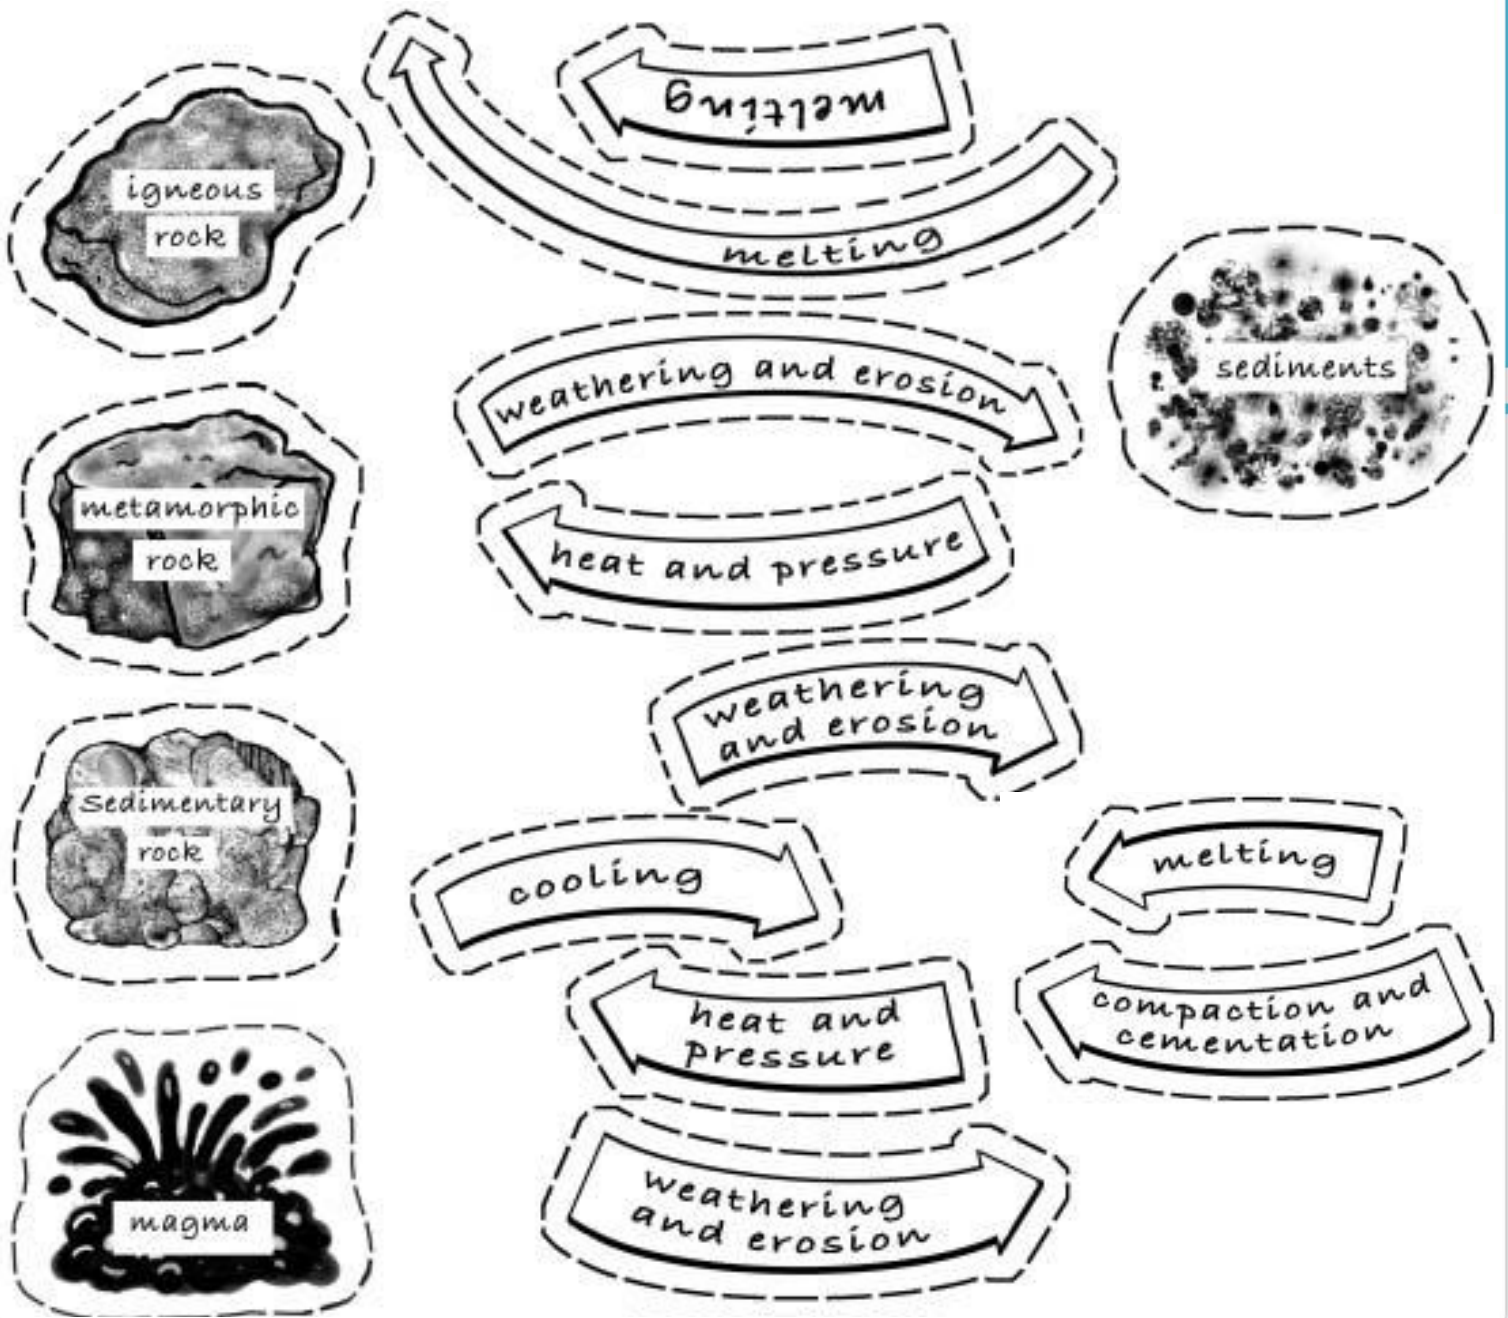 melting
igneous
rock
melting
sediments
weathering and erosion
metamorphic
rock
heat and pressure
weathering
and erosion
Sedimentary
rock
cooling
melting
heat and
pressure
compaction and
cementation
magma
weathering
and erosion